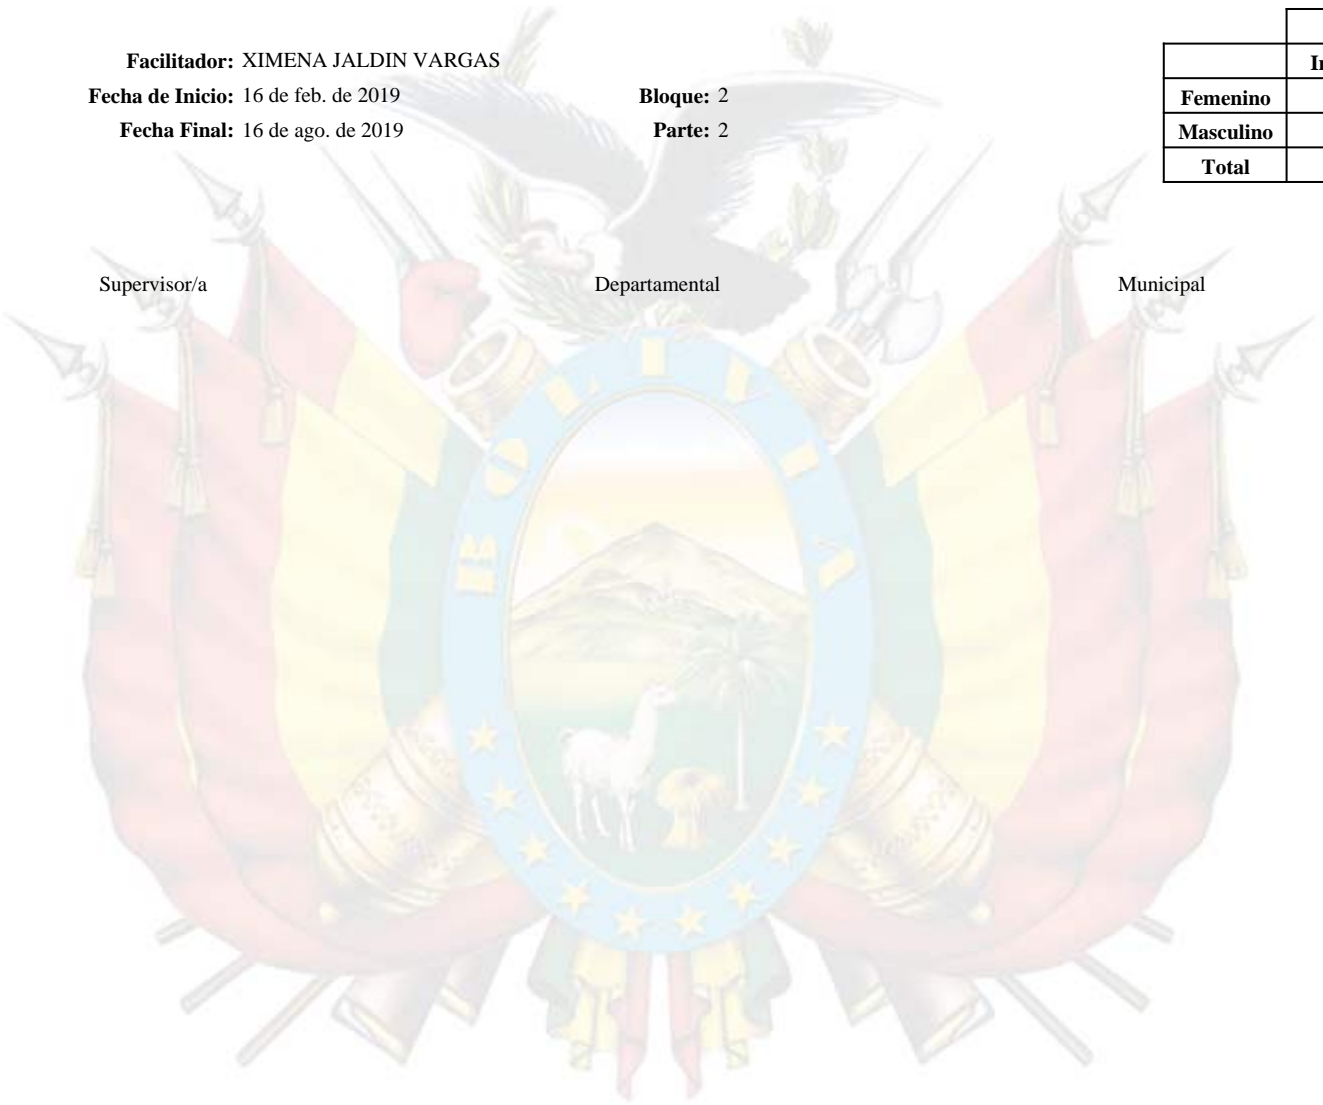 Facilitador: XIMENA JALDIN VARGAS
Fecha de Inicio: 16 de feb. de 2019 Bloque: 2
Fecha Final: 16 de ago. de 2019 Parte: 2
Femenino
Masculino
Total
Supervisor/a Departamental Municipal
BOLIVIA